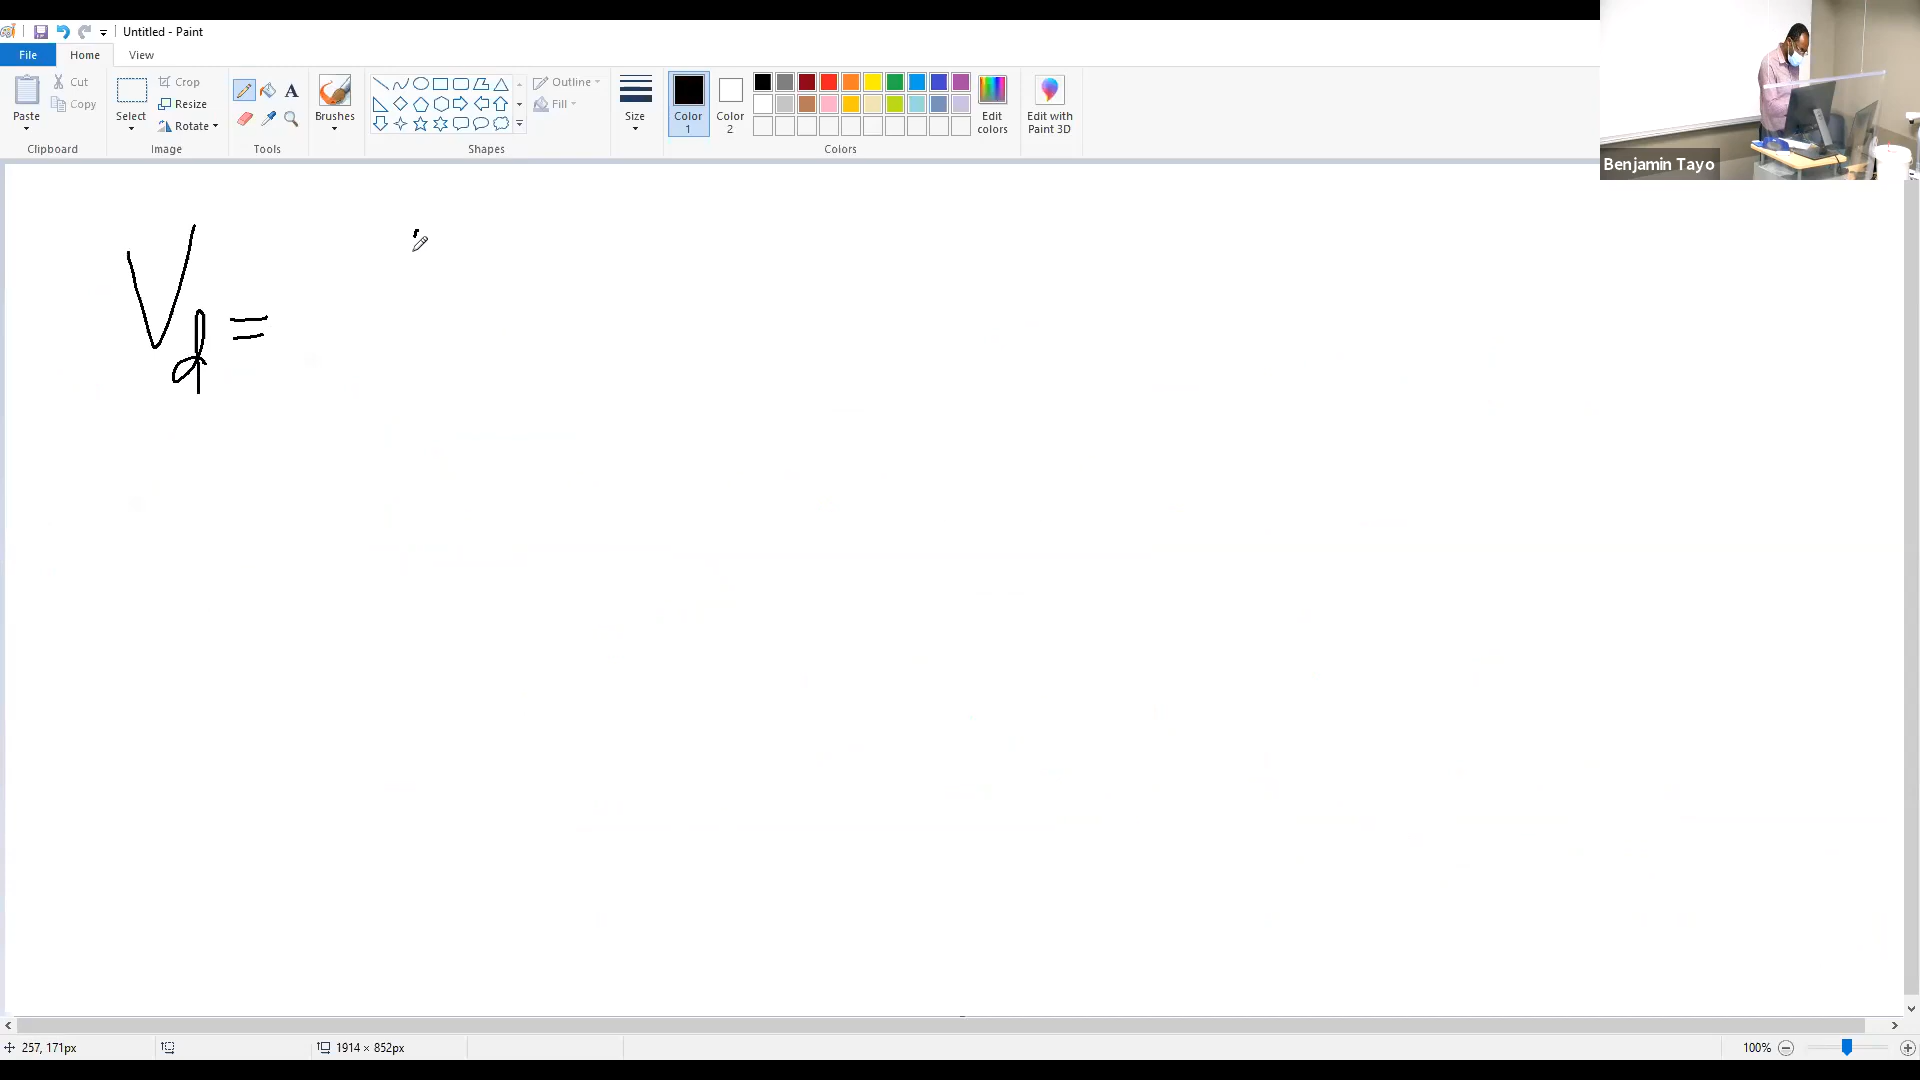 Untitled - Paint
File Home View
Paste
Cut
Copy
Clipboard
Select
Crop
Resize
Rotate
Image
Tools
Brushes
Shapes
Outline
Fill
Size
Color 1
Color 2
Colors
Edit colors
Edit with Paint 3D
Benjamin Tayo
V_d =
257, 171px
1914 × 852px
100%